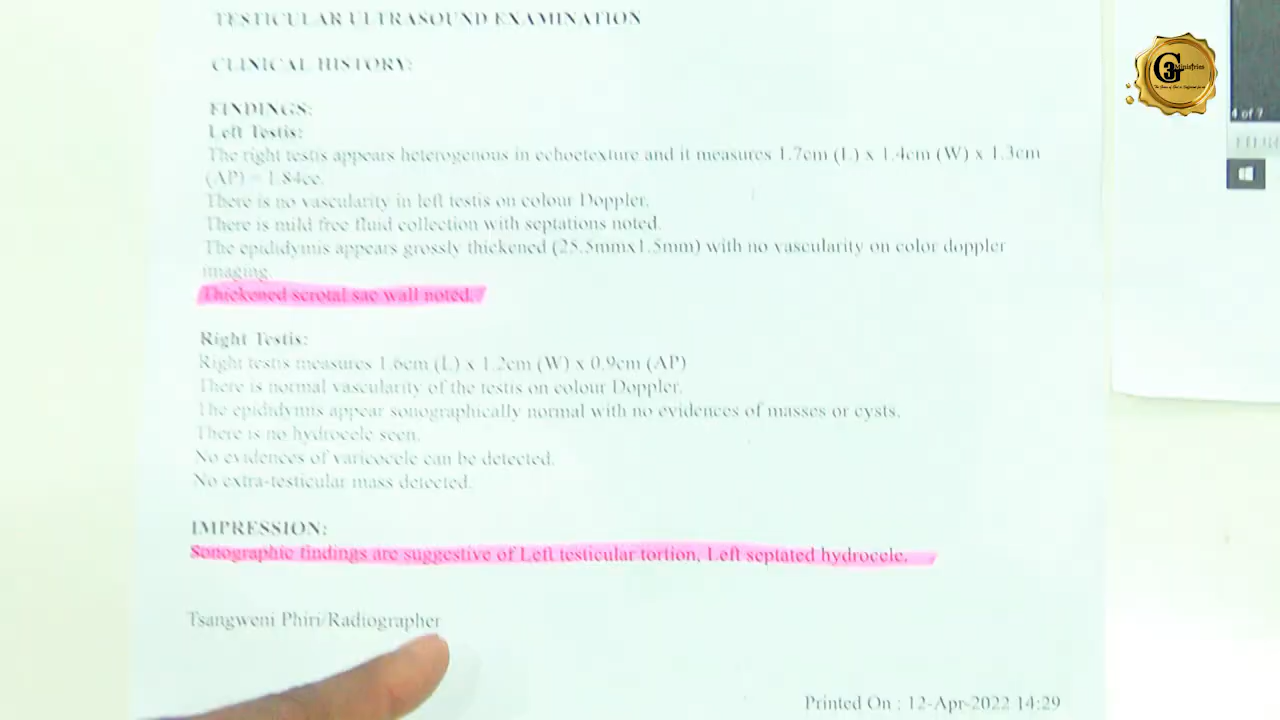 TESTICULAR ULTRASOUND EXAMINATION
CLINICAL HISTORY:
FINDINGS:
Left Testis:
The right testis appears heterogenous in echoetexture and it measures 1.7cm (L) x 1.4cm (W) x 1.3cm
(AP) = 1.84cc.
There is no vascularity in left testis on colour Doppler.
There is mild free fluid collection with septations noted.
The epididymis appears grossly thickened (25.5mmx1.5mm) with no vascularity on color doppler
imaging.
Thickened scrotal sac wall noted.
Right Testis:
Right testis measures 1.6cm (L) x 1.2cm (W) x 0.9cm (AP)
There is normal vascularity of the testis on colour Doppler.
The epididymis appear sonographically normal with no evidences of masses or cysts.
There is no hydrocele seen.
No evidences of varicocele can be detected.
No extra-testicular mass detected.
IMPRESSION:
Sonographic findings are suggestive of Left testicular tortion, Left septated hydrocele.
Tsangweni Phiri/Radiographer
Printed On : 12-Apr-2022 14:29
G3 Ministries
4 of 7